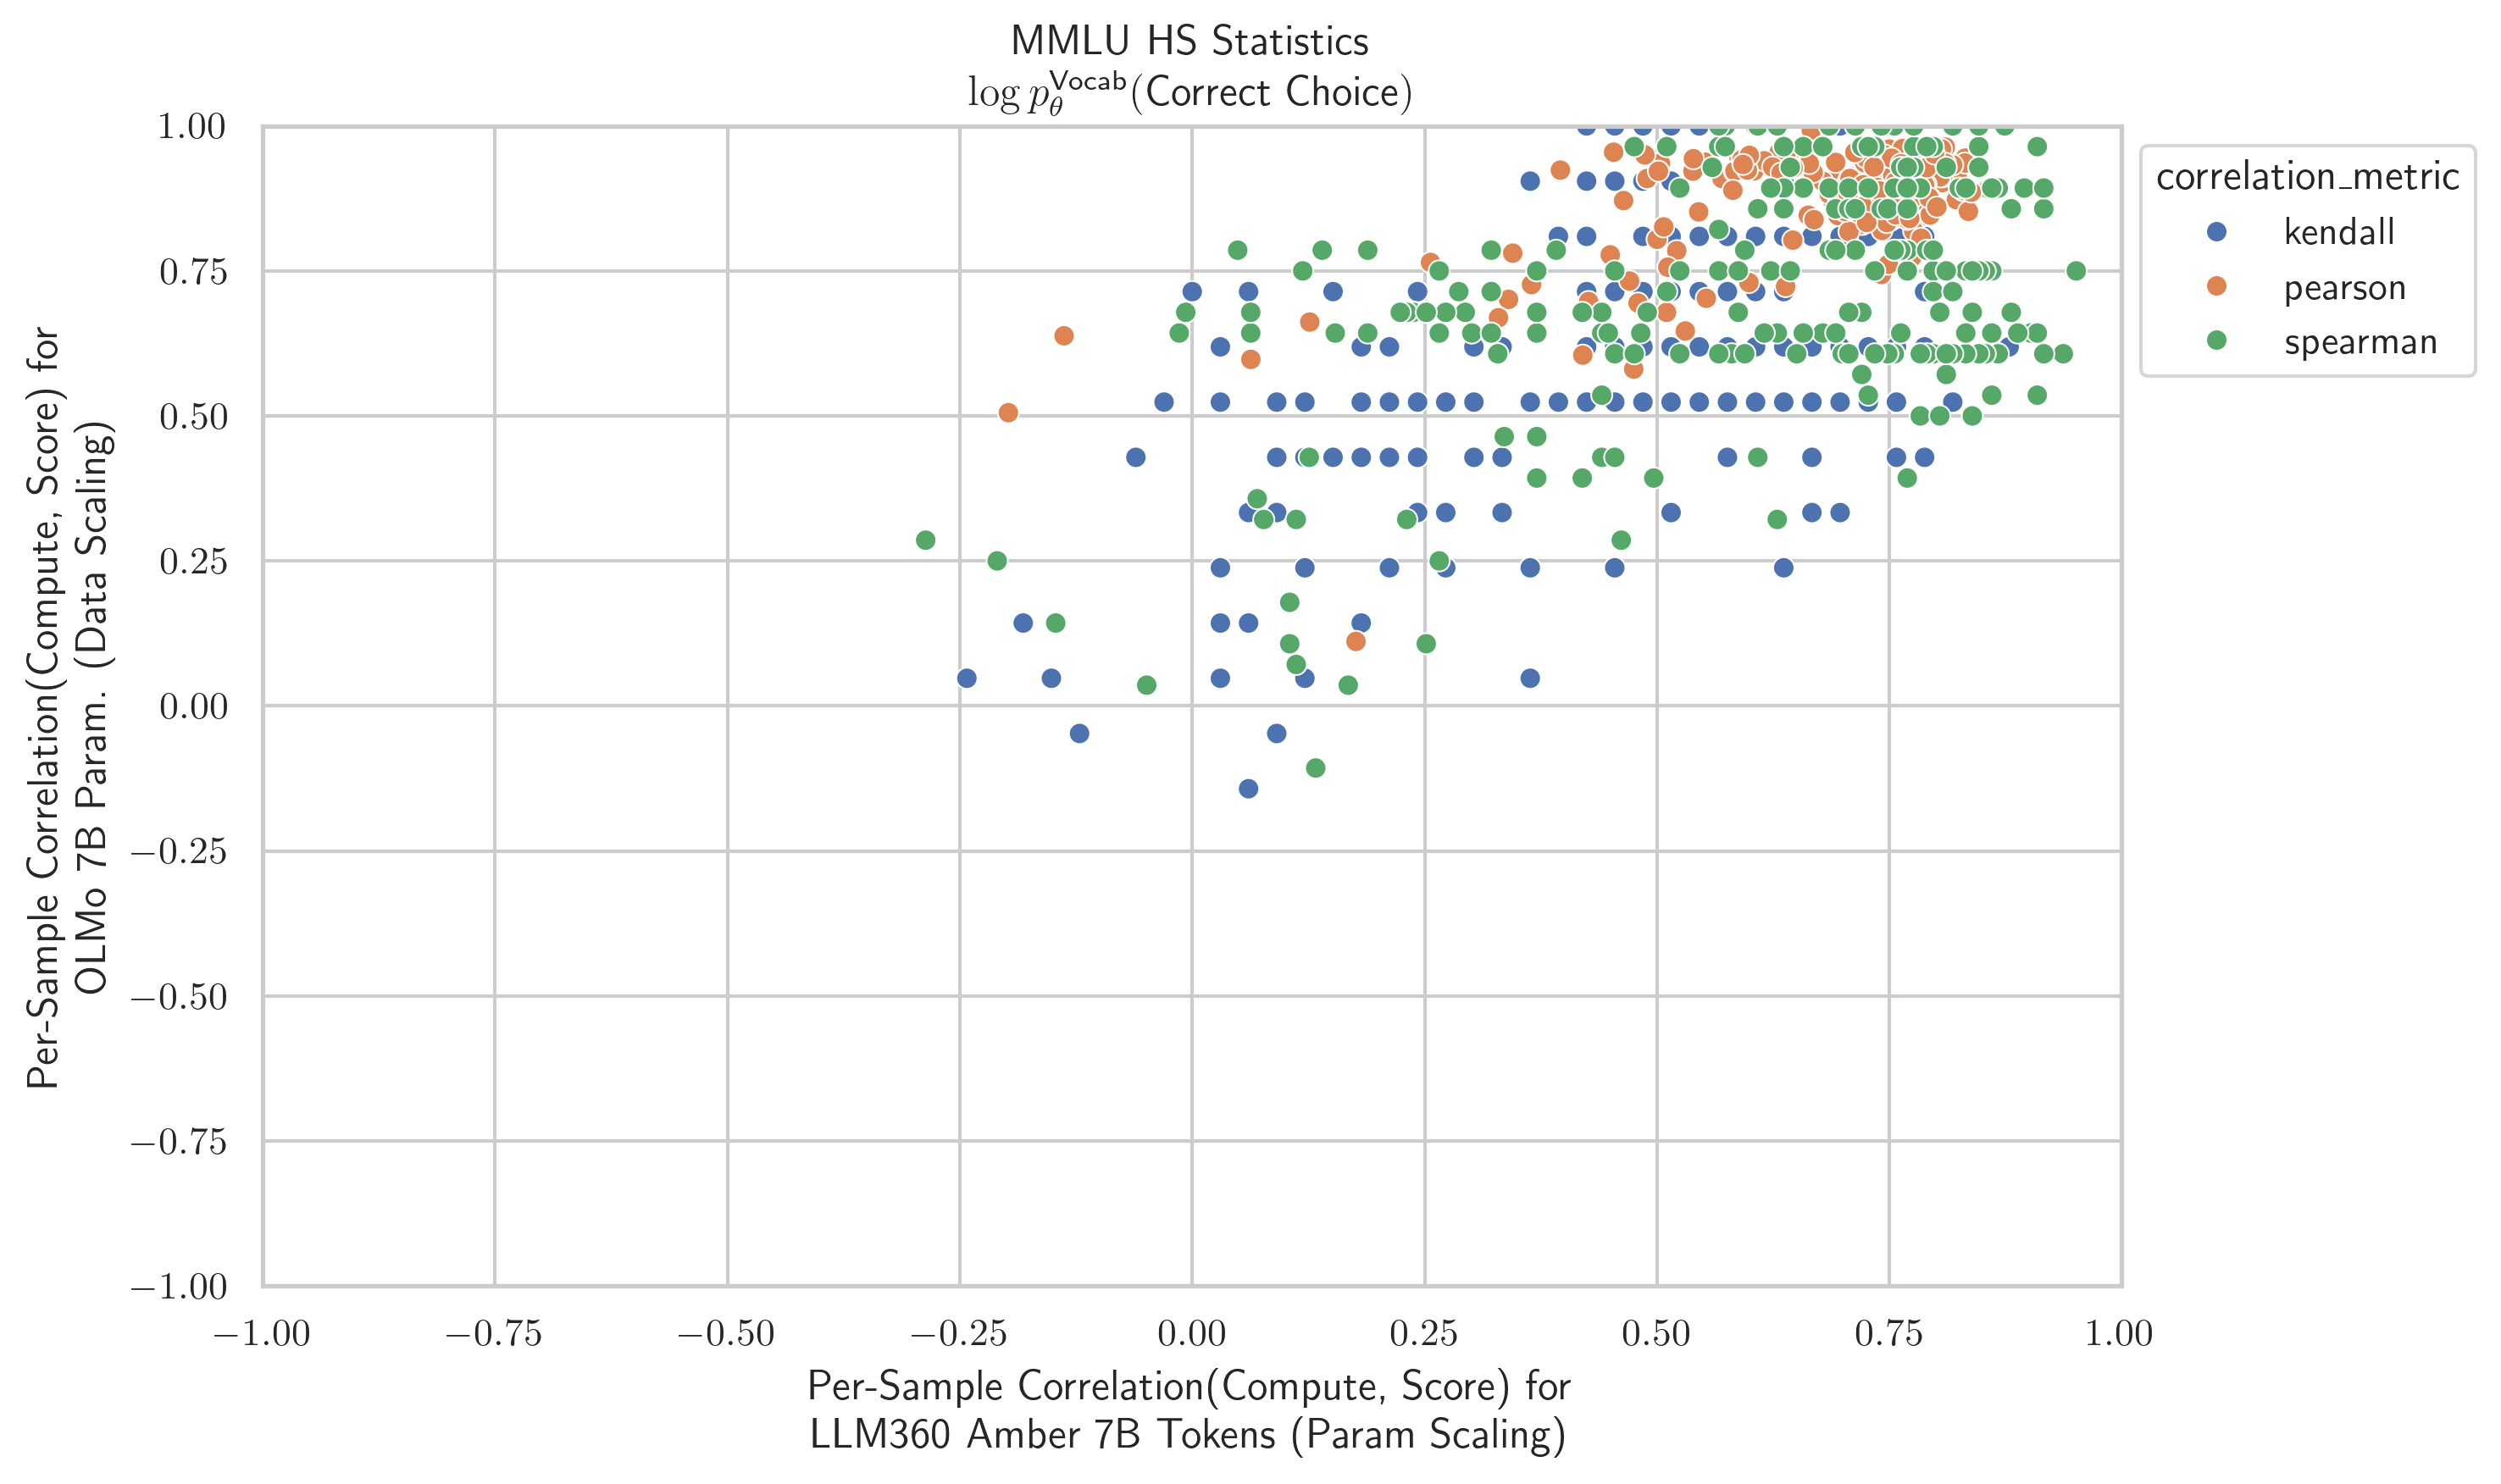 MMLU HS Statistics
log p_θ^Vocab(Correct Choice)
Per-Sample Correlation(Compute, Score) for
OLMo 7B Param. (Data Scaling)
1.00
0.75
0.50
0.25
0.00
−0.25
−0.50
−0.75
−1.00
−1.00 −0.75 −0.50 −0.25 0.00 0.25 0.50 0.75 1.00
Per-Sample Correlation(Compute, Score) for
LLM360 Amber 7B Tokens (Param Scaling)
correlation_metric
kendall
pearson
spearman